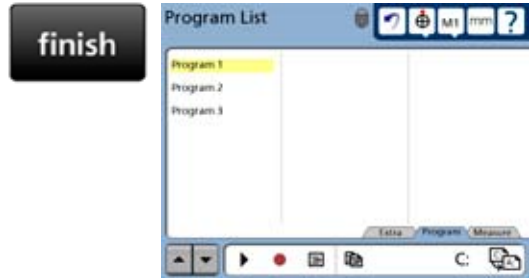 finish
Program List
M1 mm ?
Program 1
Program 2
Program 3
Extra Program Measure
C: